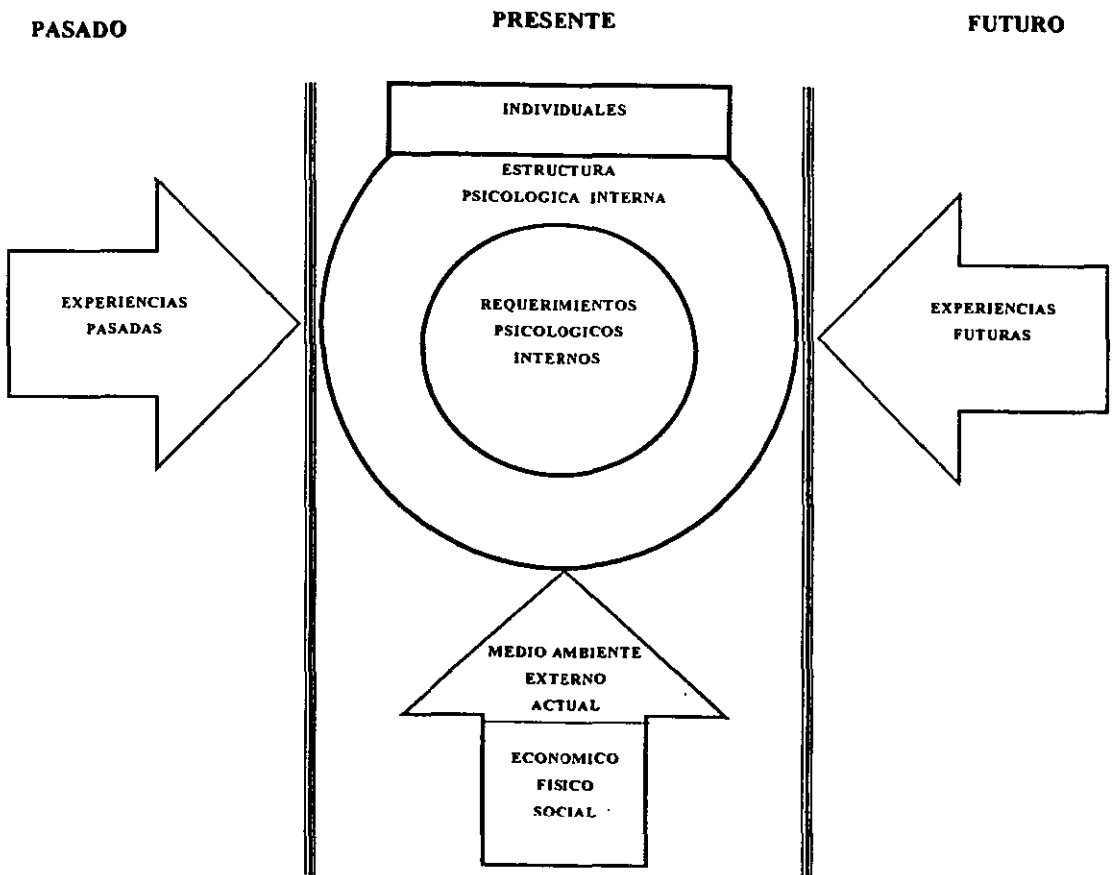 PASADO
PRESENTE
FUTURO
INDIVIDUALES
ESTRUCTURA
PSICOLOGICA INTERNA
EXPERIENCIAS
PASADAS
REQUERIMIENTOS
PSICOLOGICOS
INTERNOS
EXPERIENCIAS
FUTURAS
MEDIO AMBIENTE
EXTERNO
ACTUAL
ECONOMICO
FISICO
SOCIAL